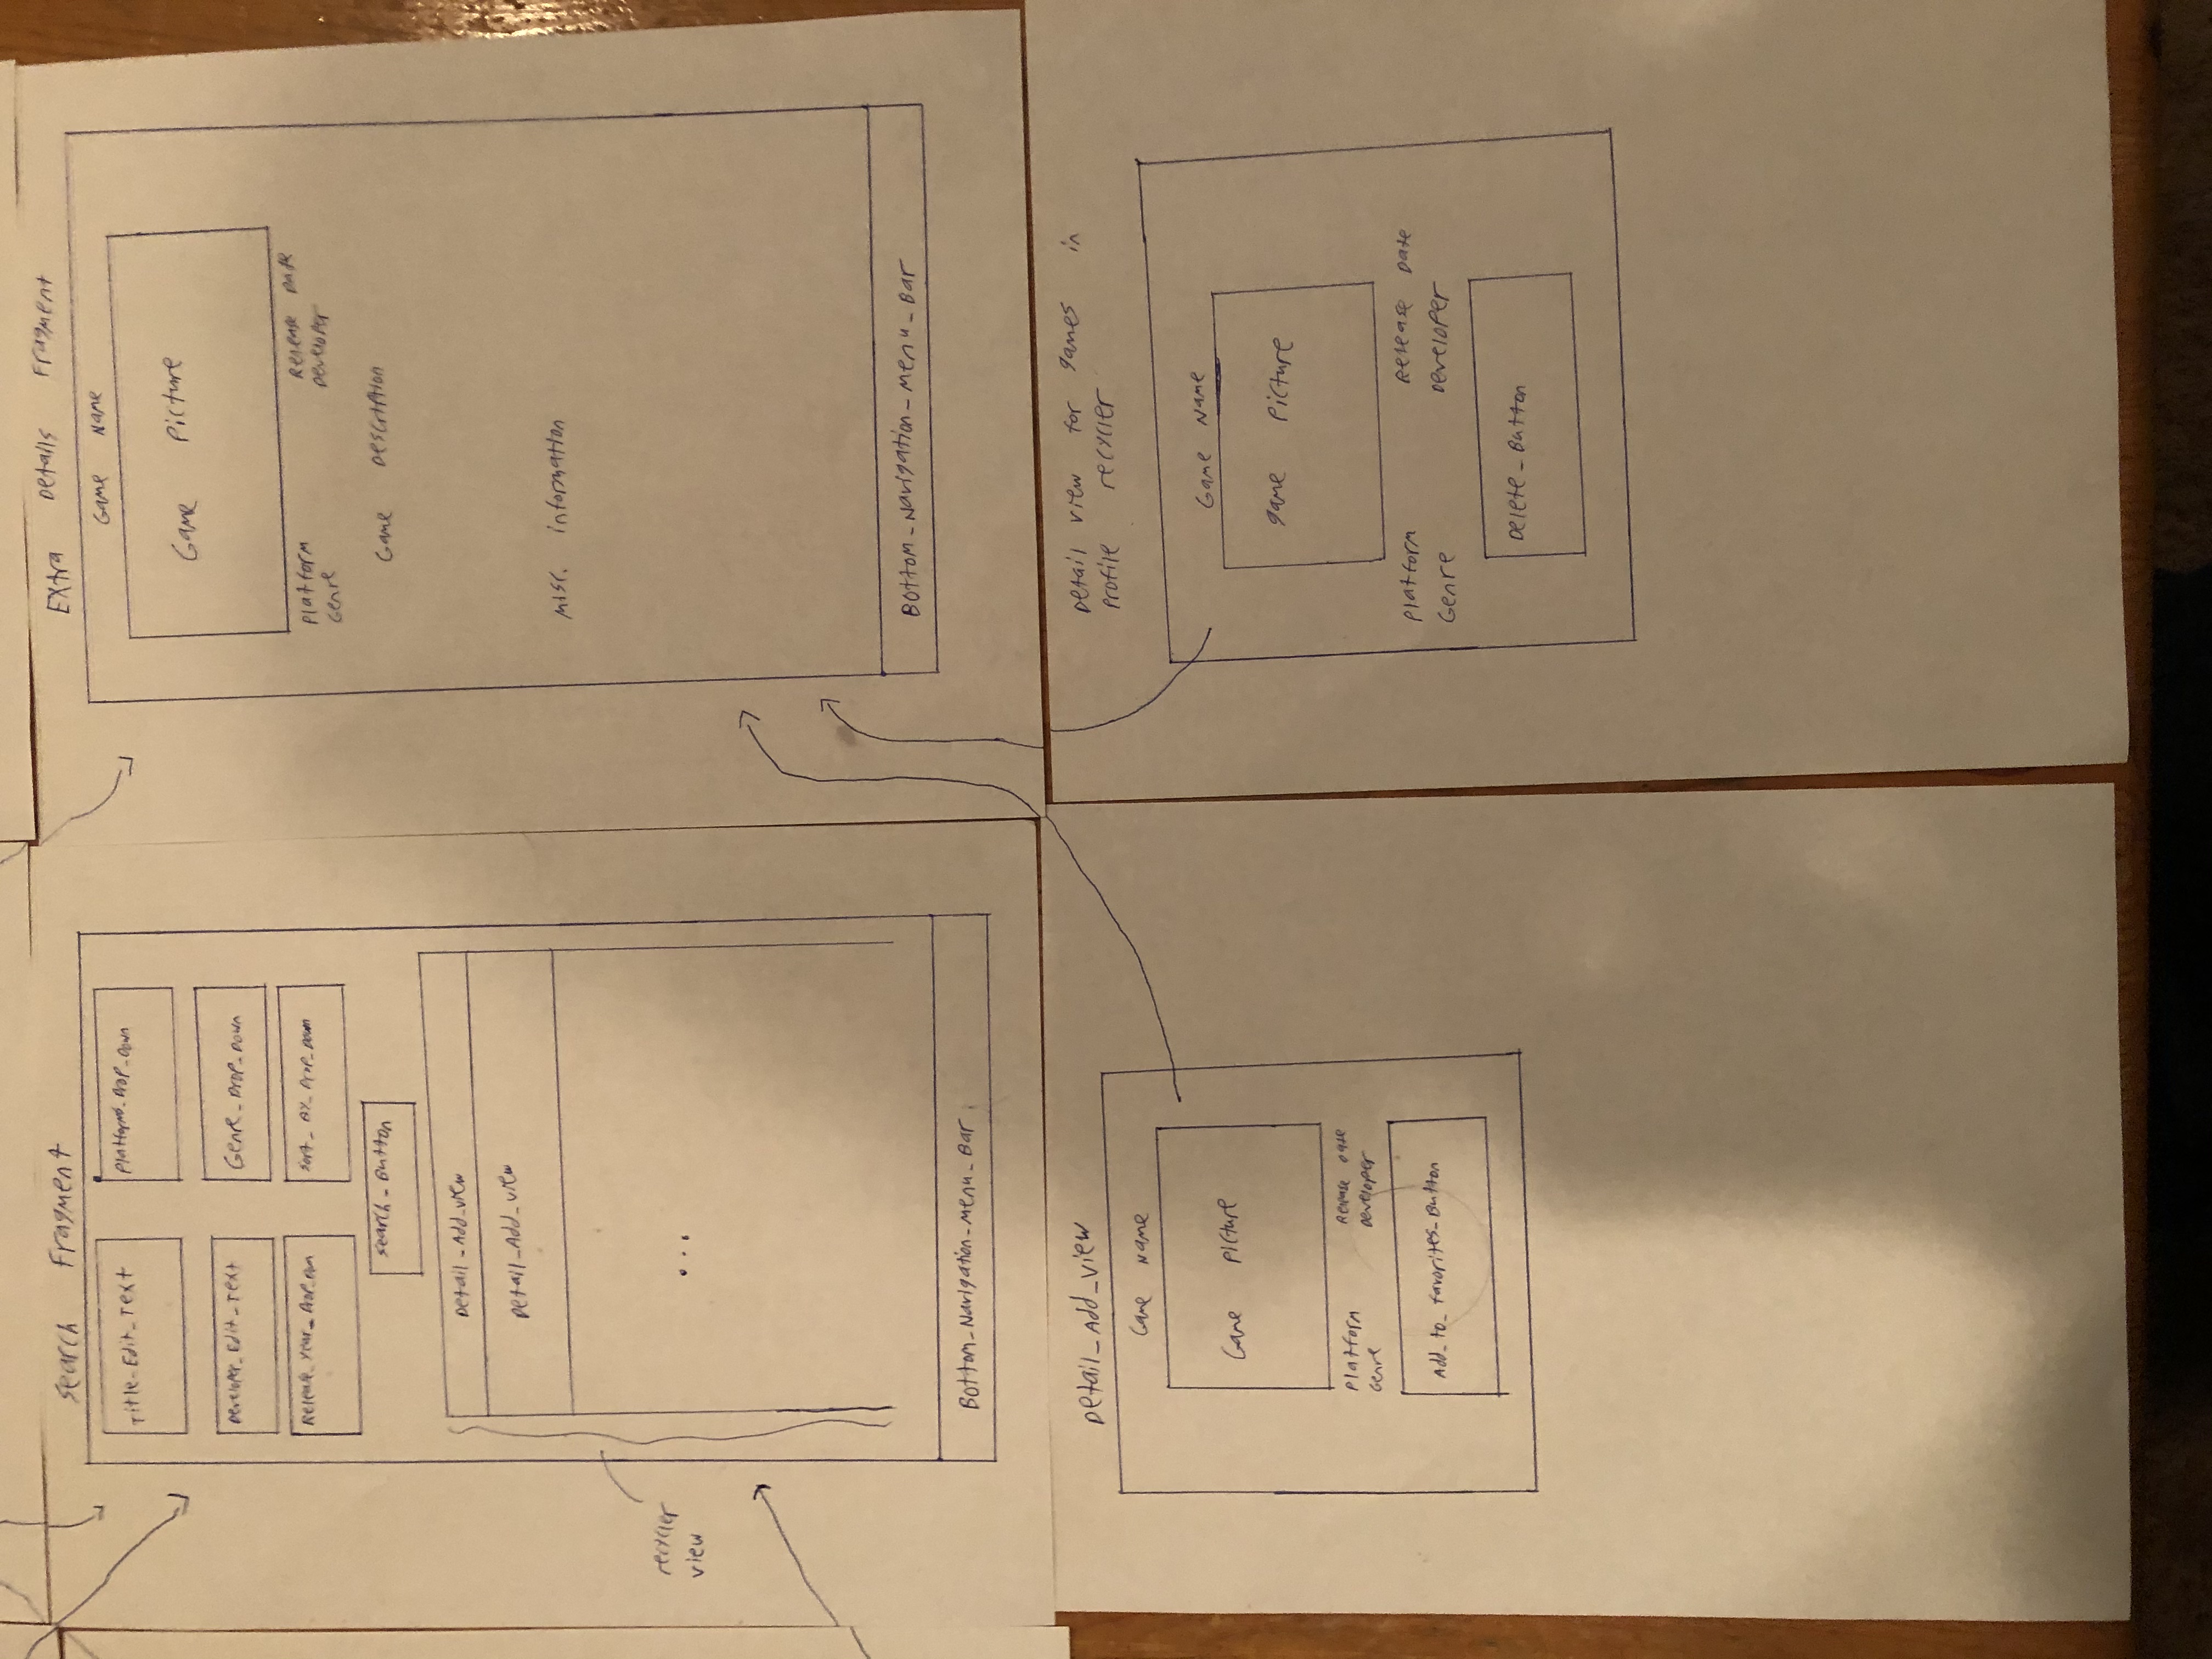 Search Fragment
Title_Edit_Text
Platforms_Drop_Down
Developer_Edit_Text
Genre_Drop_Down
Release_Year_Drop_Down
Sort_By_Drop_Down
Search_Button
Detail_Add_view
Detail_Add_view
...
recycler
view
Bottom_Navigation_Menu_Bar
Extra Details Fragment
Game Name
Game Picture
Platform
Genre
Release Date
Developer
Game Description
Misc. information
Bottom_Navigation_Menu_Bar
Detail_Add_view
Game Name
Game Picture
Platform
Genre
Release Date
Developer
Add_to_favorites_Button
Detail view for games in
Profile recycler
Game Name
game Picture
Platform
Genre
Release Date
Developer
Delete_Button